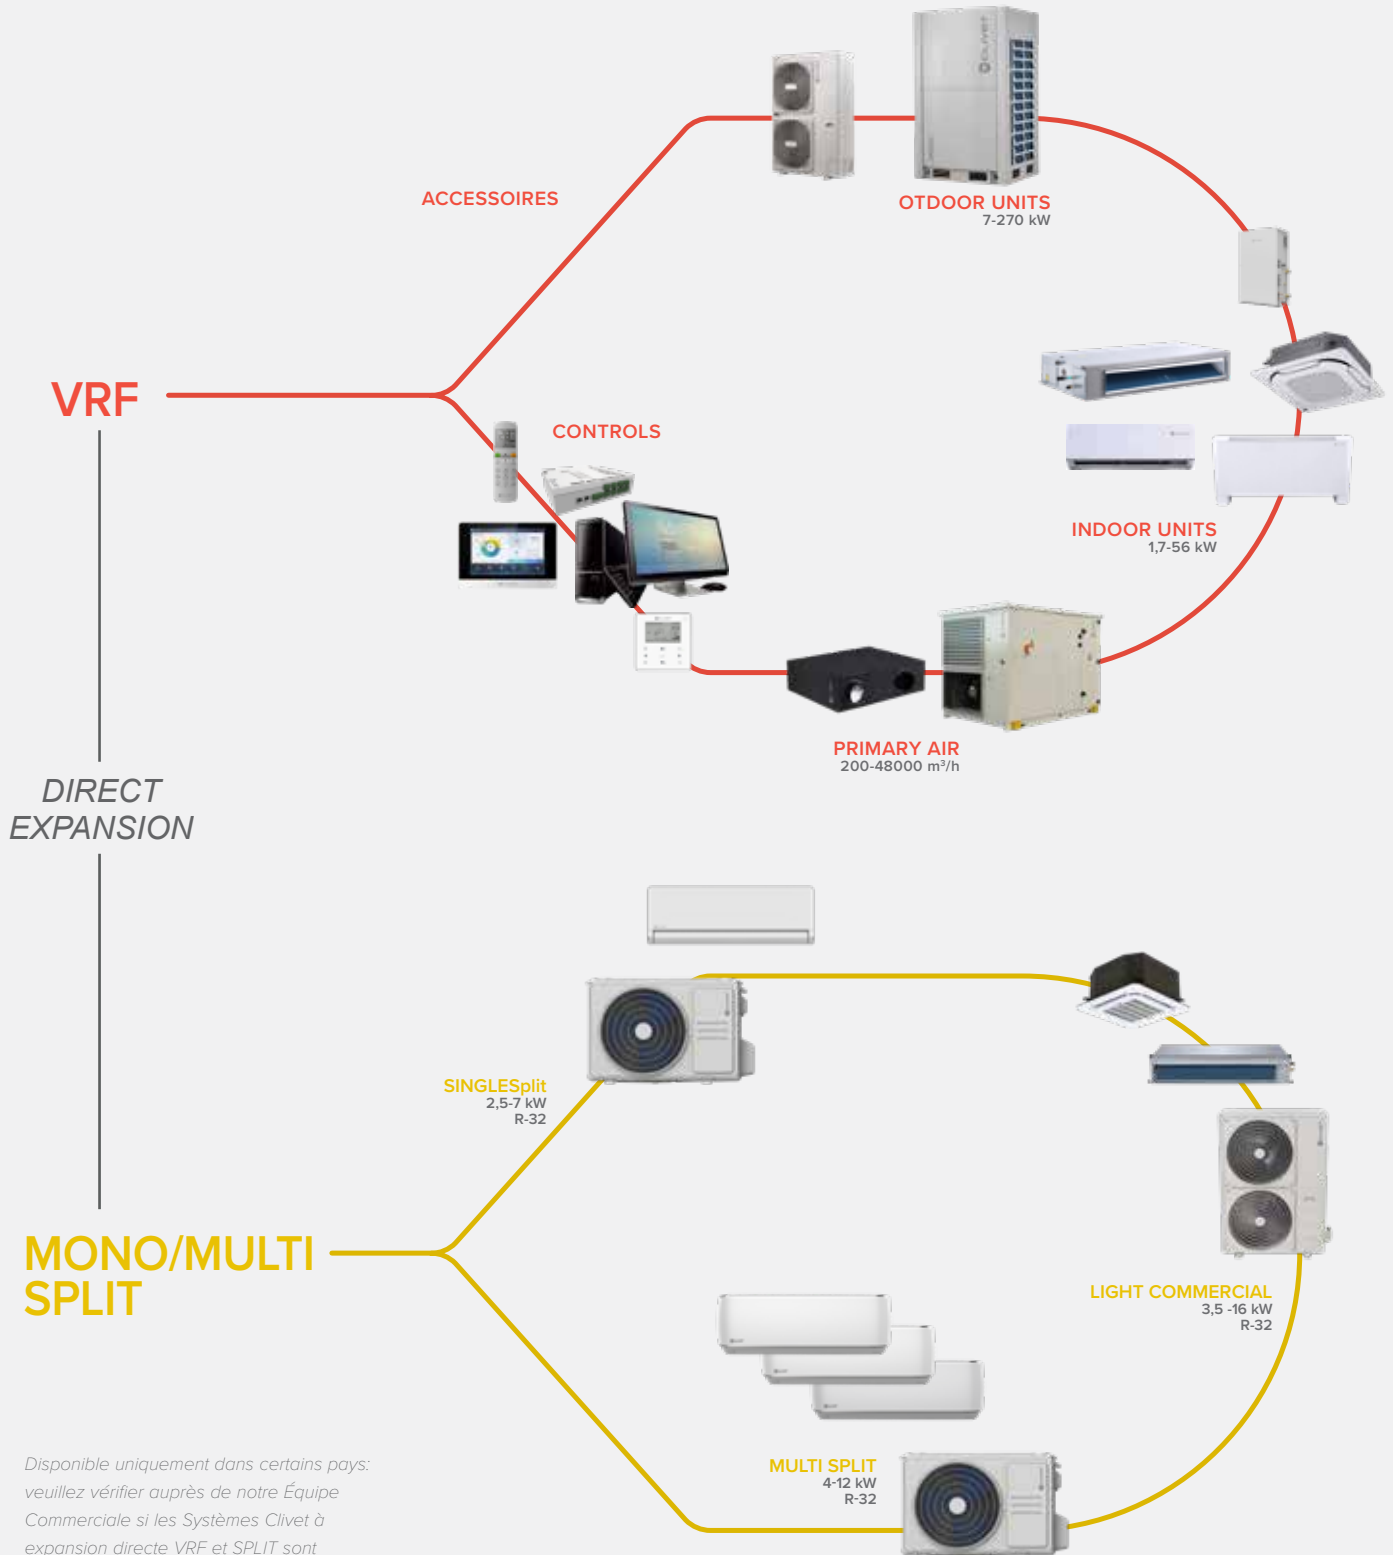 CLIVET
ACCESSOIRES
OTDOOR UNITS
7-270 kW
VRF
CONTROLS
INDOOR UNITS
1,7-56 kW
PRIMARY AIR
200-48000 m³/h
DIRECT
EXPANSION
SINGLESplit
2,5-7 kW
R-32
MONO/MULTI
SPLIT
LIGHT COMMERCIAL
3,5 -16 kW
R-32
MULTI SPLIT
4-12 kW
R-32
Disponible uniquement dans certains pays:
veuillez vérifier auprès de notre Équipe
Commerciale si les Systèmes Clivet à
expansion directe VRF et SPLIT sont